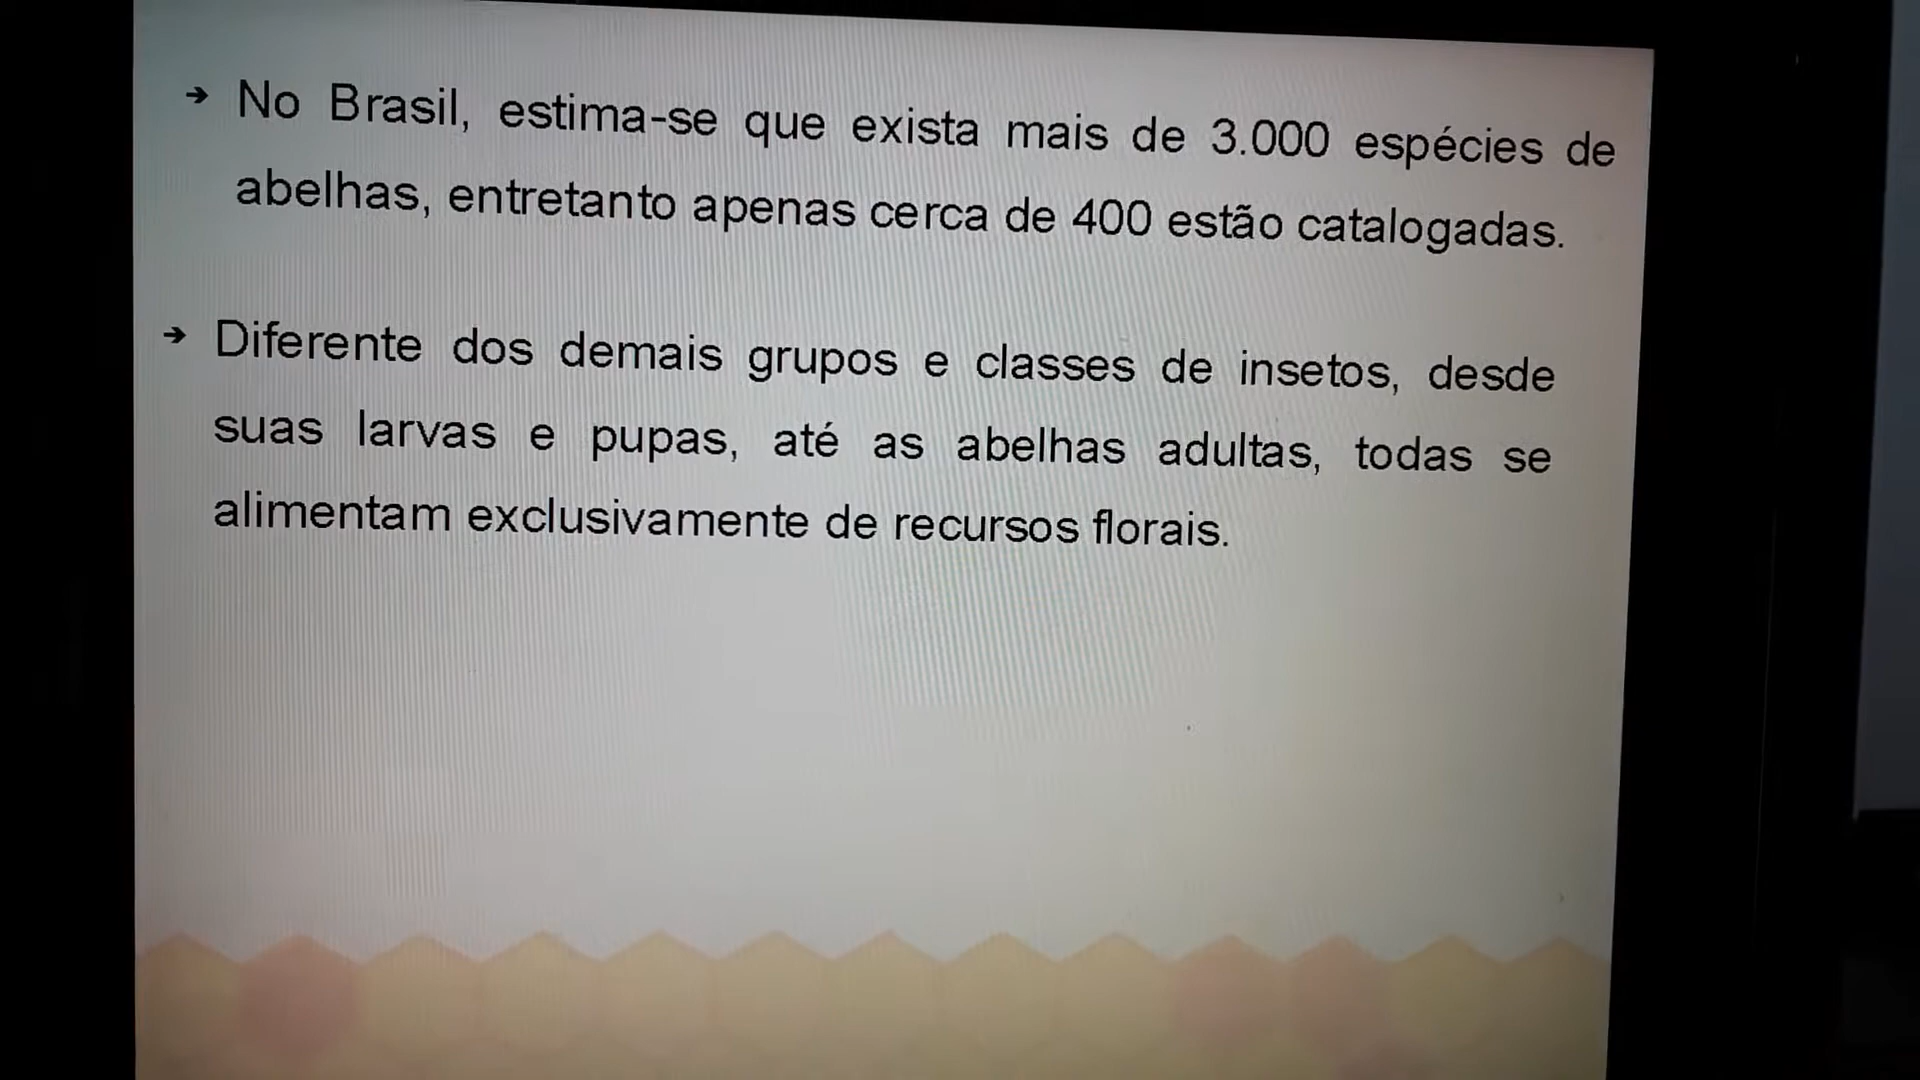 → No Brasil, estima-se que exista mais de 3.000 espécies de
abelhas, entretanto apenas cerca de 400 estão catalogadas.
→ Diferente dos demais grupos e classes de insetos, desde
suas larvas e pupas, até as abelhas adultas, todas se
alimentam exclusivamente de recursos florais.